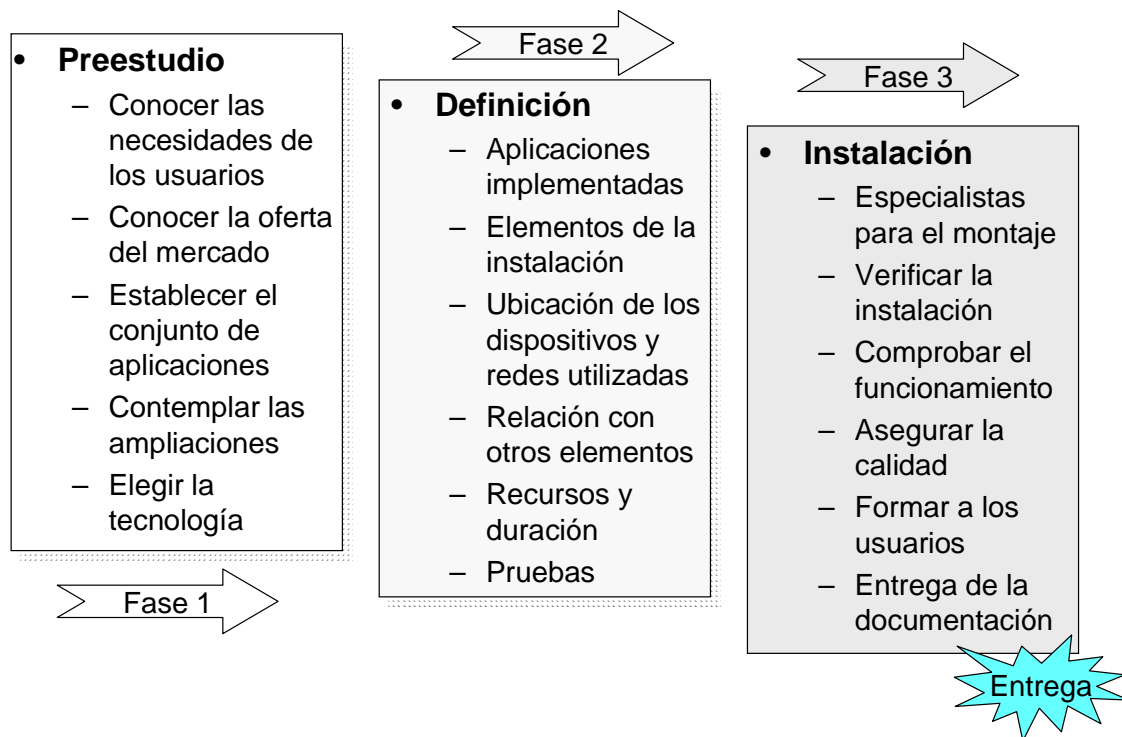 • Preestudio
– Conocer las
necesidades de
los usuarios
– Conocer la oferta
del mercado
– Establecer el
conjunto de
aplicaciones
– Contemplar las
ampliaciones
– Elegir la
tecnología
Fase 1
Fase 2
• Definición
– Aplicaciones
implementadas
– Elementos de la
instalación
– Ubicación de los
dispositivos y
redes utilizadas
– Relación con
otros elementos
– Recursos y
duración
– Pruebas
Fase 3
• Instalación
– Especialistas
para el montaje
– Verificar la
instalación
– Comprobar el
funcionamiento
– Asegurar la
calidad
– Formar a los
usuarios
– Entrega de la
documentación
Entrega